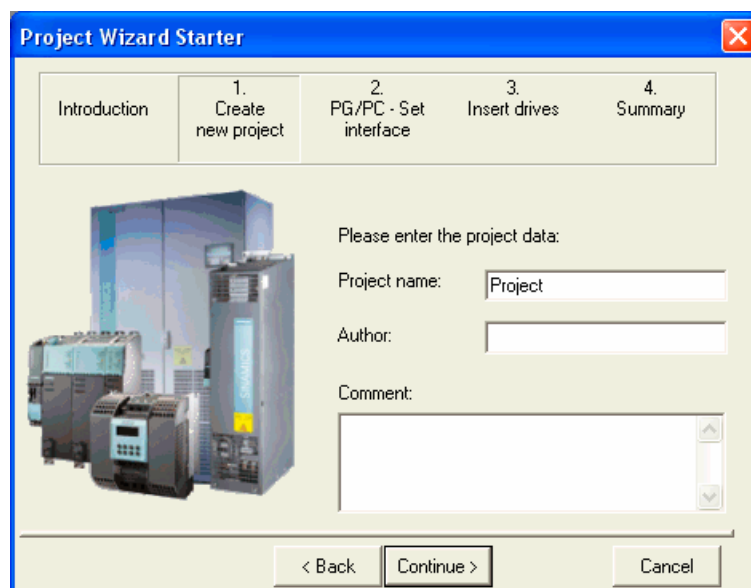 Project Wizard Starter
Introduction
1.
Create
new project
2.
PG/PC - Set
interface
3.
Insert drives
4.
Summary
Please enter the project data:
Project name:
Project
Author:
Comment:
SINAMICS
< Back
Continue >
Cancel